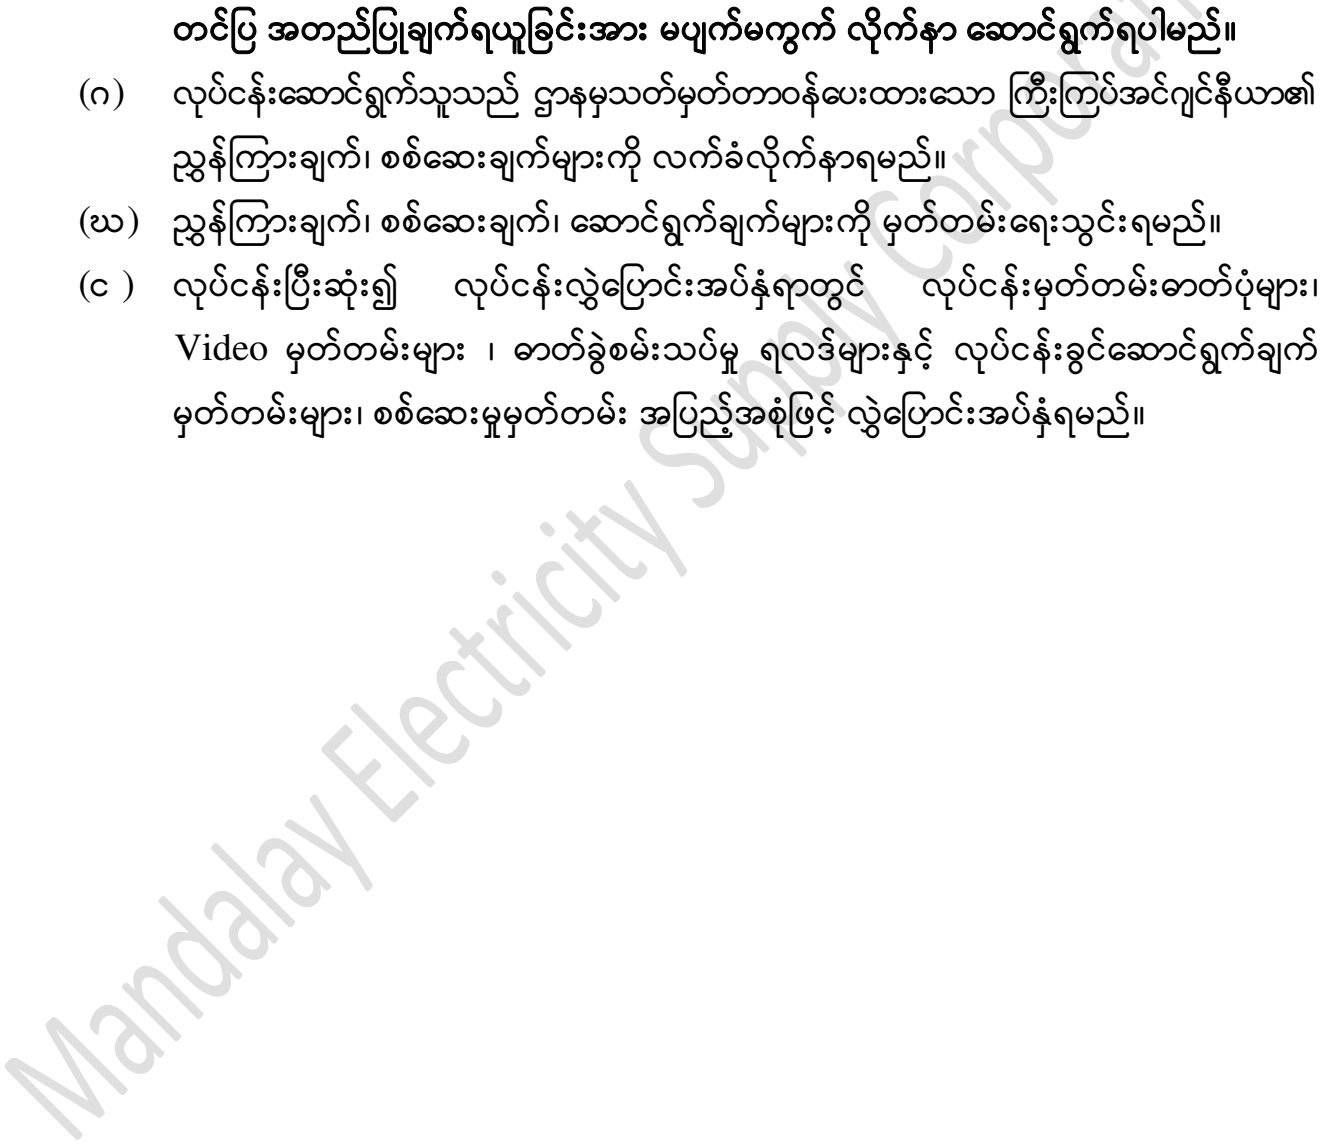 တင်ပြ အတည်ပြုချက်ရယူခြင်းအား မပျက်မကွက် လိုက်နာ ဆောင်ရွက်ရပါမည်။
(ဂ) လုပ်ငန်းဆောင်ရွက်သူသည် ဌာနမှသတ်မှတ်တာဝန်ပေးထားသော ကြီးကြပ်အင်ဂျင်နီယာ၏
ညွှန်ကြားချက်၊ စစ်ဆေးချက်များကို လက်ခံလိုက်နာရမည်။
(ဃ) ညွှန်ကြားချက်၊ စစ်ဆေးချက်၊ ဆောင်ရွက်ချက်များကို မှတ်တမ်းရေးသွင်းရမည်။
(င ) လုပ်ငန်းပြီးဆုံး၍ လုပ်ငန်းလွှဲပြောင်းအပ်နှံရာတွင် လုပ်ငန်းမှတ်တမ်းဓာတ်ပုံများ၊
Video မှတ်တမ်းများ ၊ ဓာတ်ခွဲစမ်းသပ်မှု ရလဒ်များနှင့် လုပ်ငန်းခွင်ဆောင်ရွက်ချက်
မှတ်တမ်းများ၊ စစ်ဆေးမှုမှတ်တမ်း အပြည့်အစုံဖြင့် လွှဲပြောင်းအပ်နှံရမည်။
Mandalay Electricity Supply Corporat